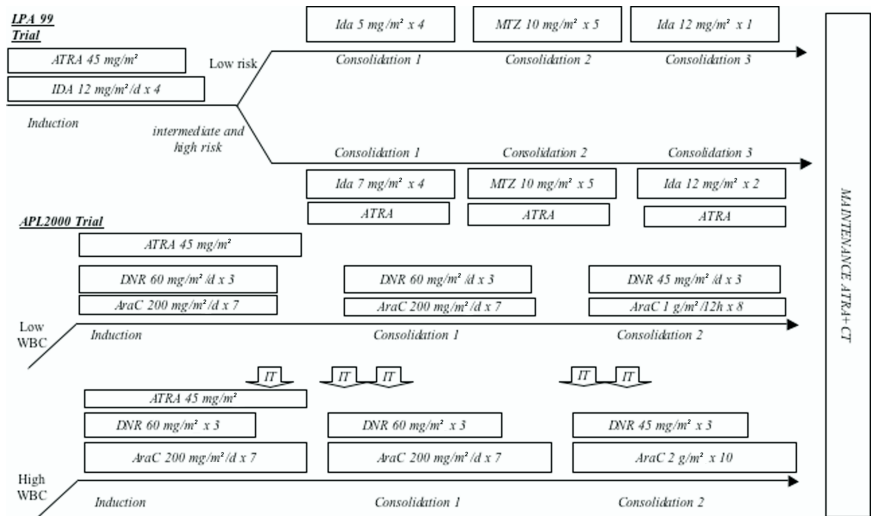 LPA 99
Trial
ATRA 45 mg/m²
IDA 12 mg/m²/d x 4
Induction
Low risk
intermediate and
high risk
Ida 5 mg/m² x 4
MTZ 10 mg/m² x 5
Ida 12 mg/m² x 1
Consolidation 1
Consolidation 2
Consolidation 3
Consolidation 1
Consolidation 2
Consolidation 3
Ida 7 mg/m² x 4
MTZ 10 mg/m² x 5
Ida 12 mg/m² x 2
ATRA
ATRA
ATRA
APL2000 Trial
ATRA 45 mg/m²
DNR 60 mg/m²/d x 3
DNR 60 mg/m²/d x 3
DNR 45 mg/m²/d x 3
AraC 200 mg/m²/d x 7
AraC 200 mg/m²/d x 7
AraC 1 g/m²/12h x 8
Low
WBC
Induction
Consolidation 1
Consolidation 2
IT
IT
IT
IT
IT
ATRA 45 mg/m²
DNR 60 mg/m² x 3
DNR 60 mg/m² x 3
DNR 45 mg/m² x 3
AraC 200 mg/m²/d x 7
AraC 200 mg/m²/d x 7
AraC 2 g/m² x 10
High
WBC
Induction
Consolidation 1
Consolidation 2
MAINTENANCE ATRA+CT